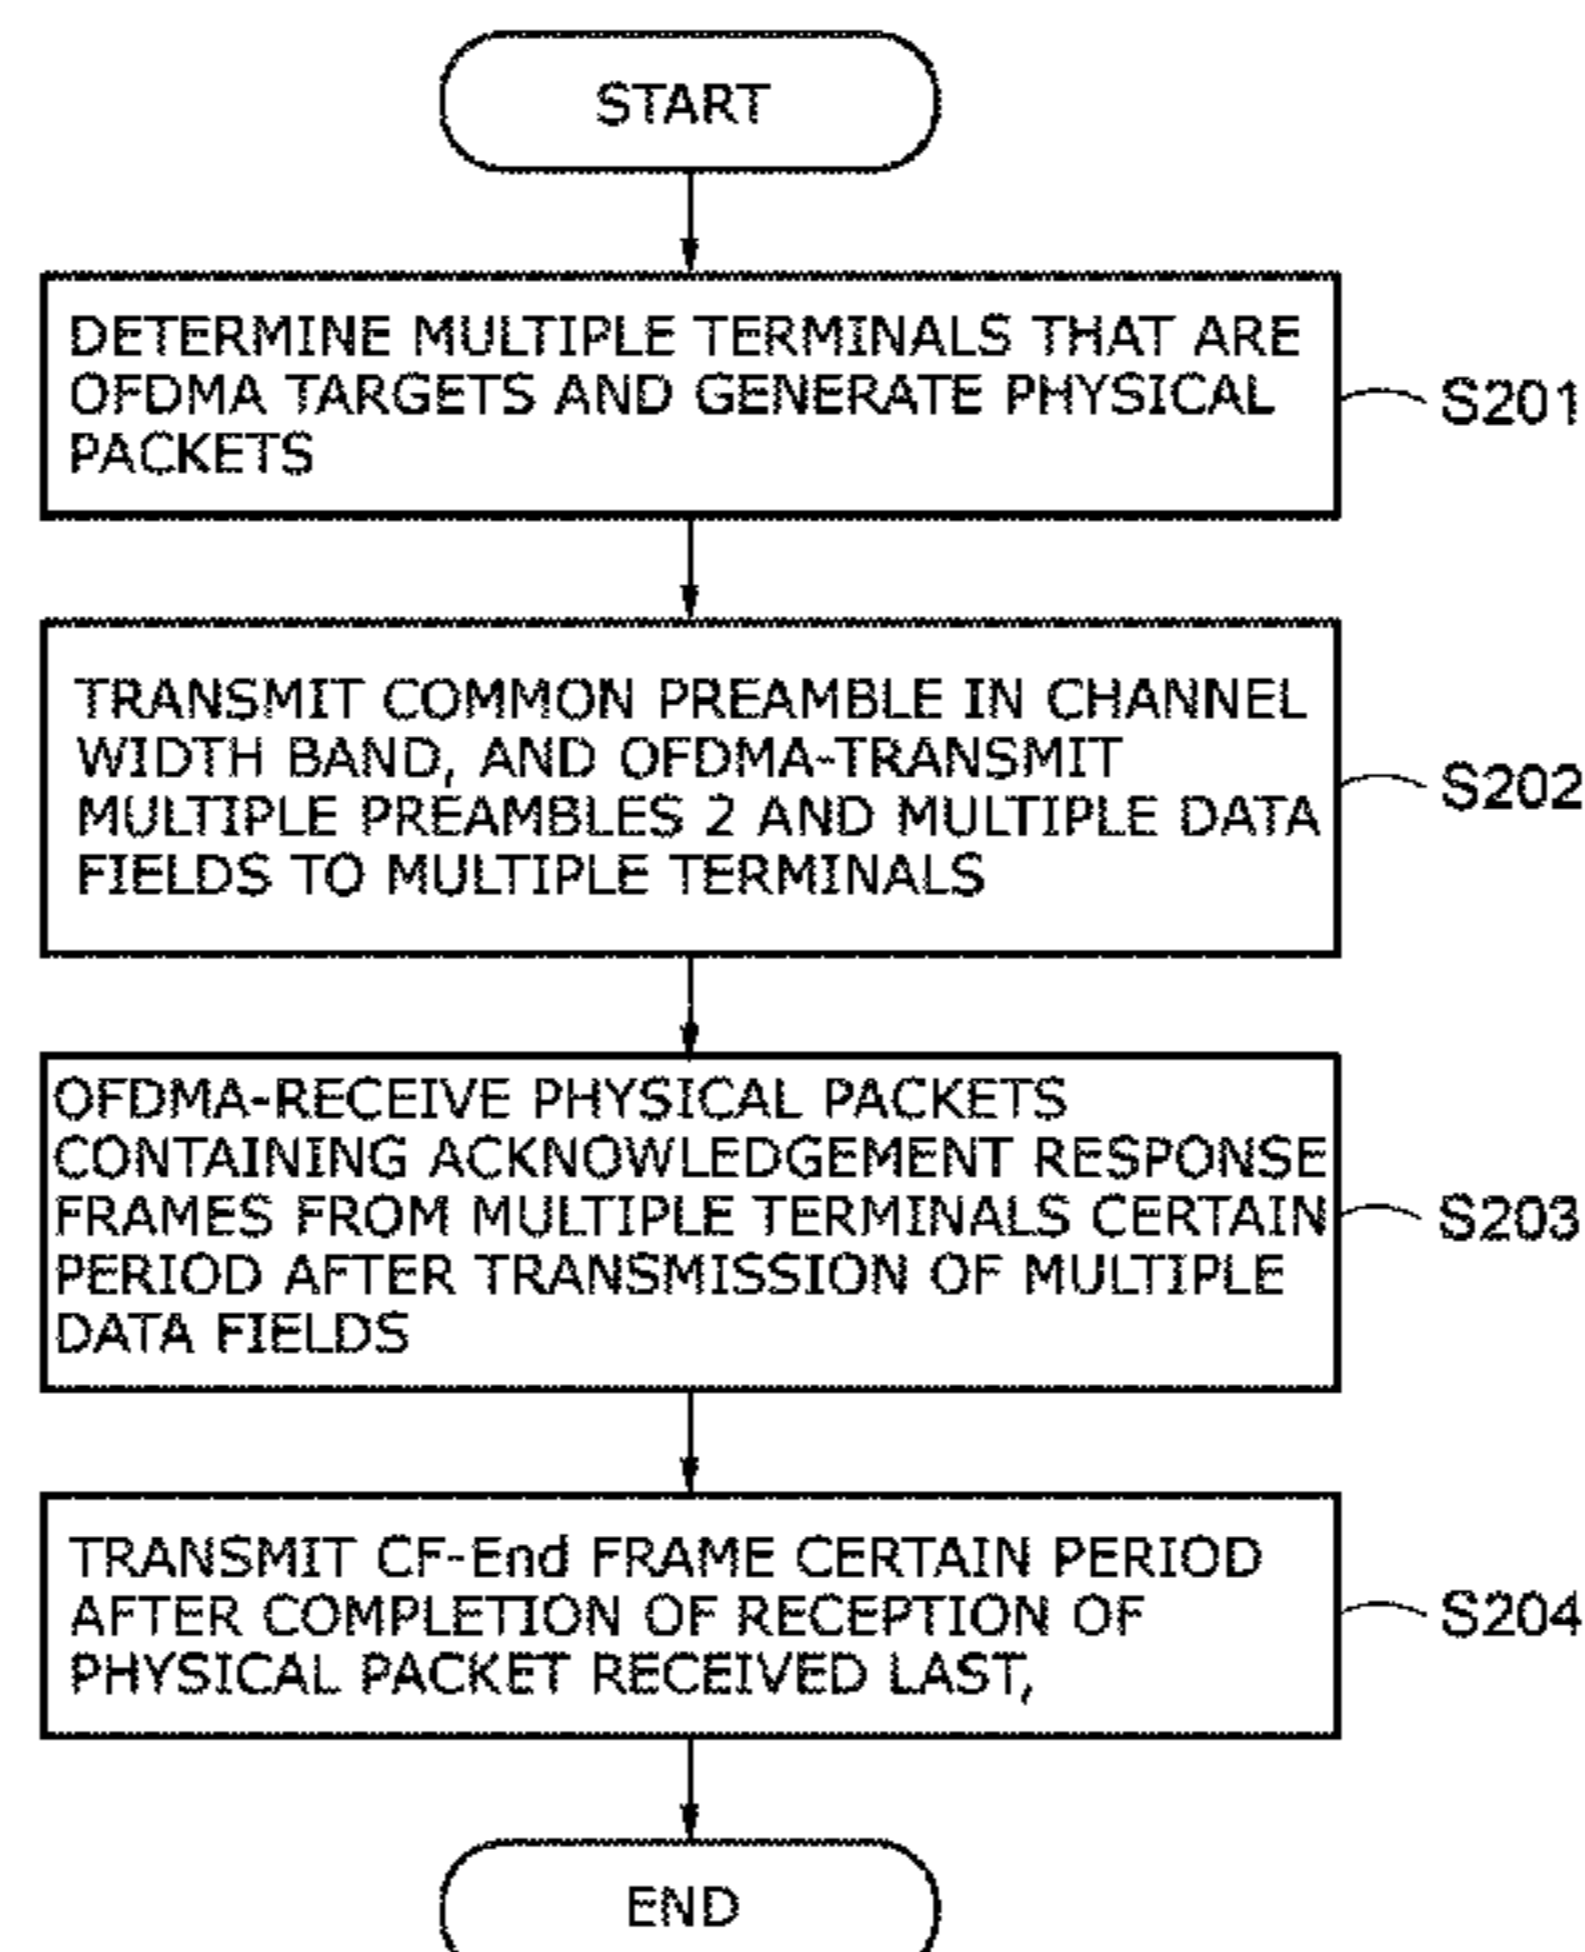 START
DETERMINE MULTIPLE TERMINALS THAT ARE
OFDMA TARGETS AND GENERATE PHYSICAL
PACKETS
S201
TRANSMIT COMMON PREAMBLE IN CHANNEL
WIDTH BAND, AND OFDMA-TRANSMIT
MULTIPLE PREAMBLES 2 AND MULTIPLE DATA
FIELDS TO MULTIPLE TERMINALS
S202
OFDMA-RECEIVE PHYSICAL PACKETS
CONTAINING ACKNOWLEDGEMENT RESPONSE
FRAMES FROM MULTIPLE TERMINALS CERTAIN
PERIOD AFTER TRANSMISSION OF MULTIPLE
DATA FIELDS
S203
TRANSMIT CF-End FRAME CERTAIN PERIOD
AFTER COMPLETION OF RECEPTION OF
PHYSICAL PACKET RECEIVED LAST,
S204
END